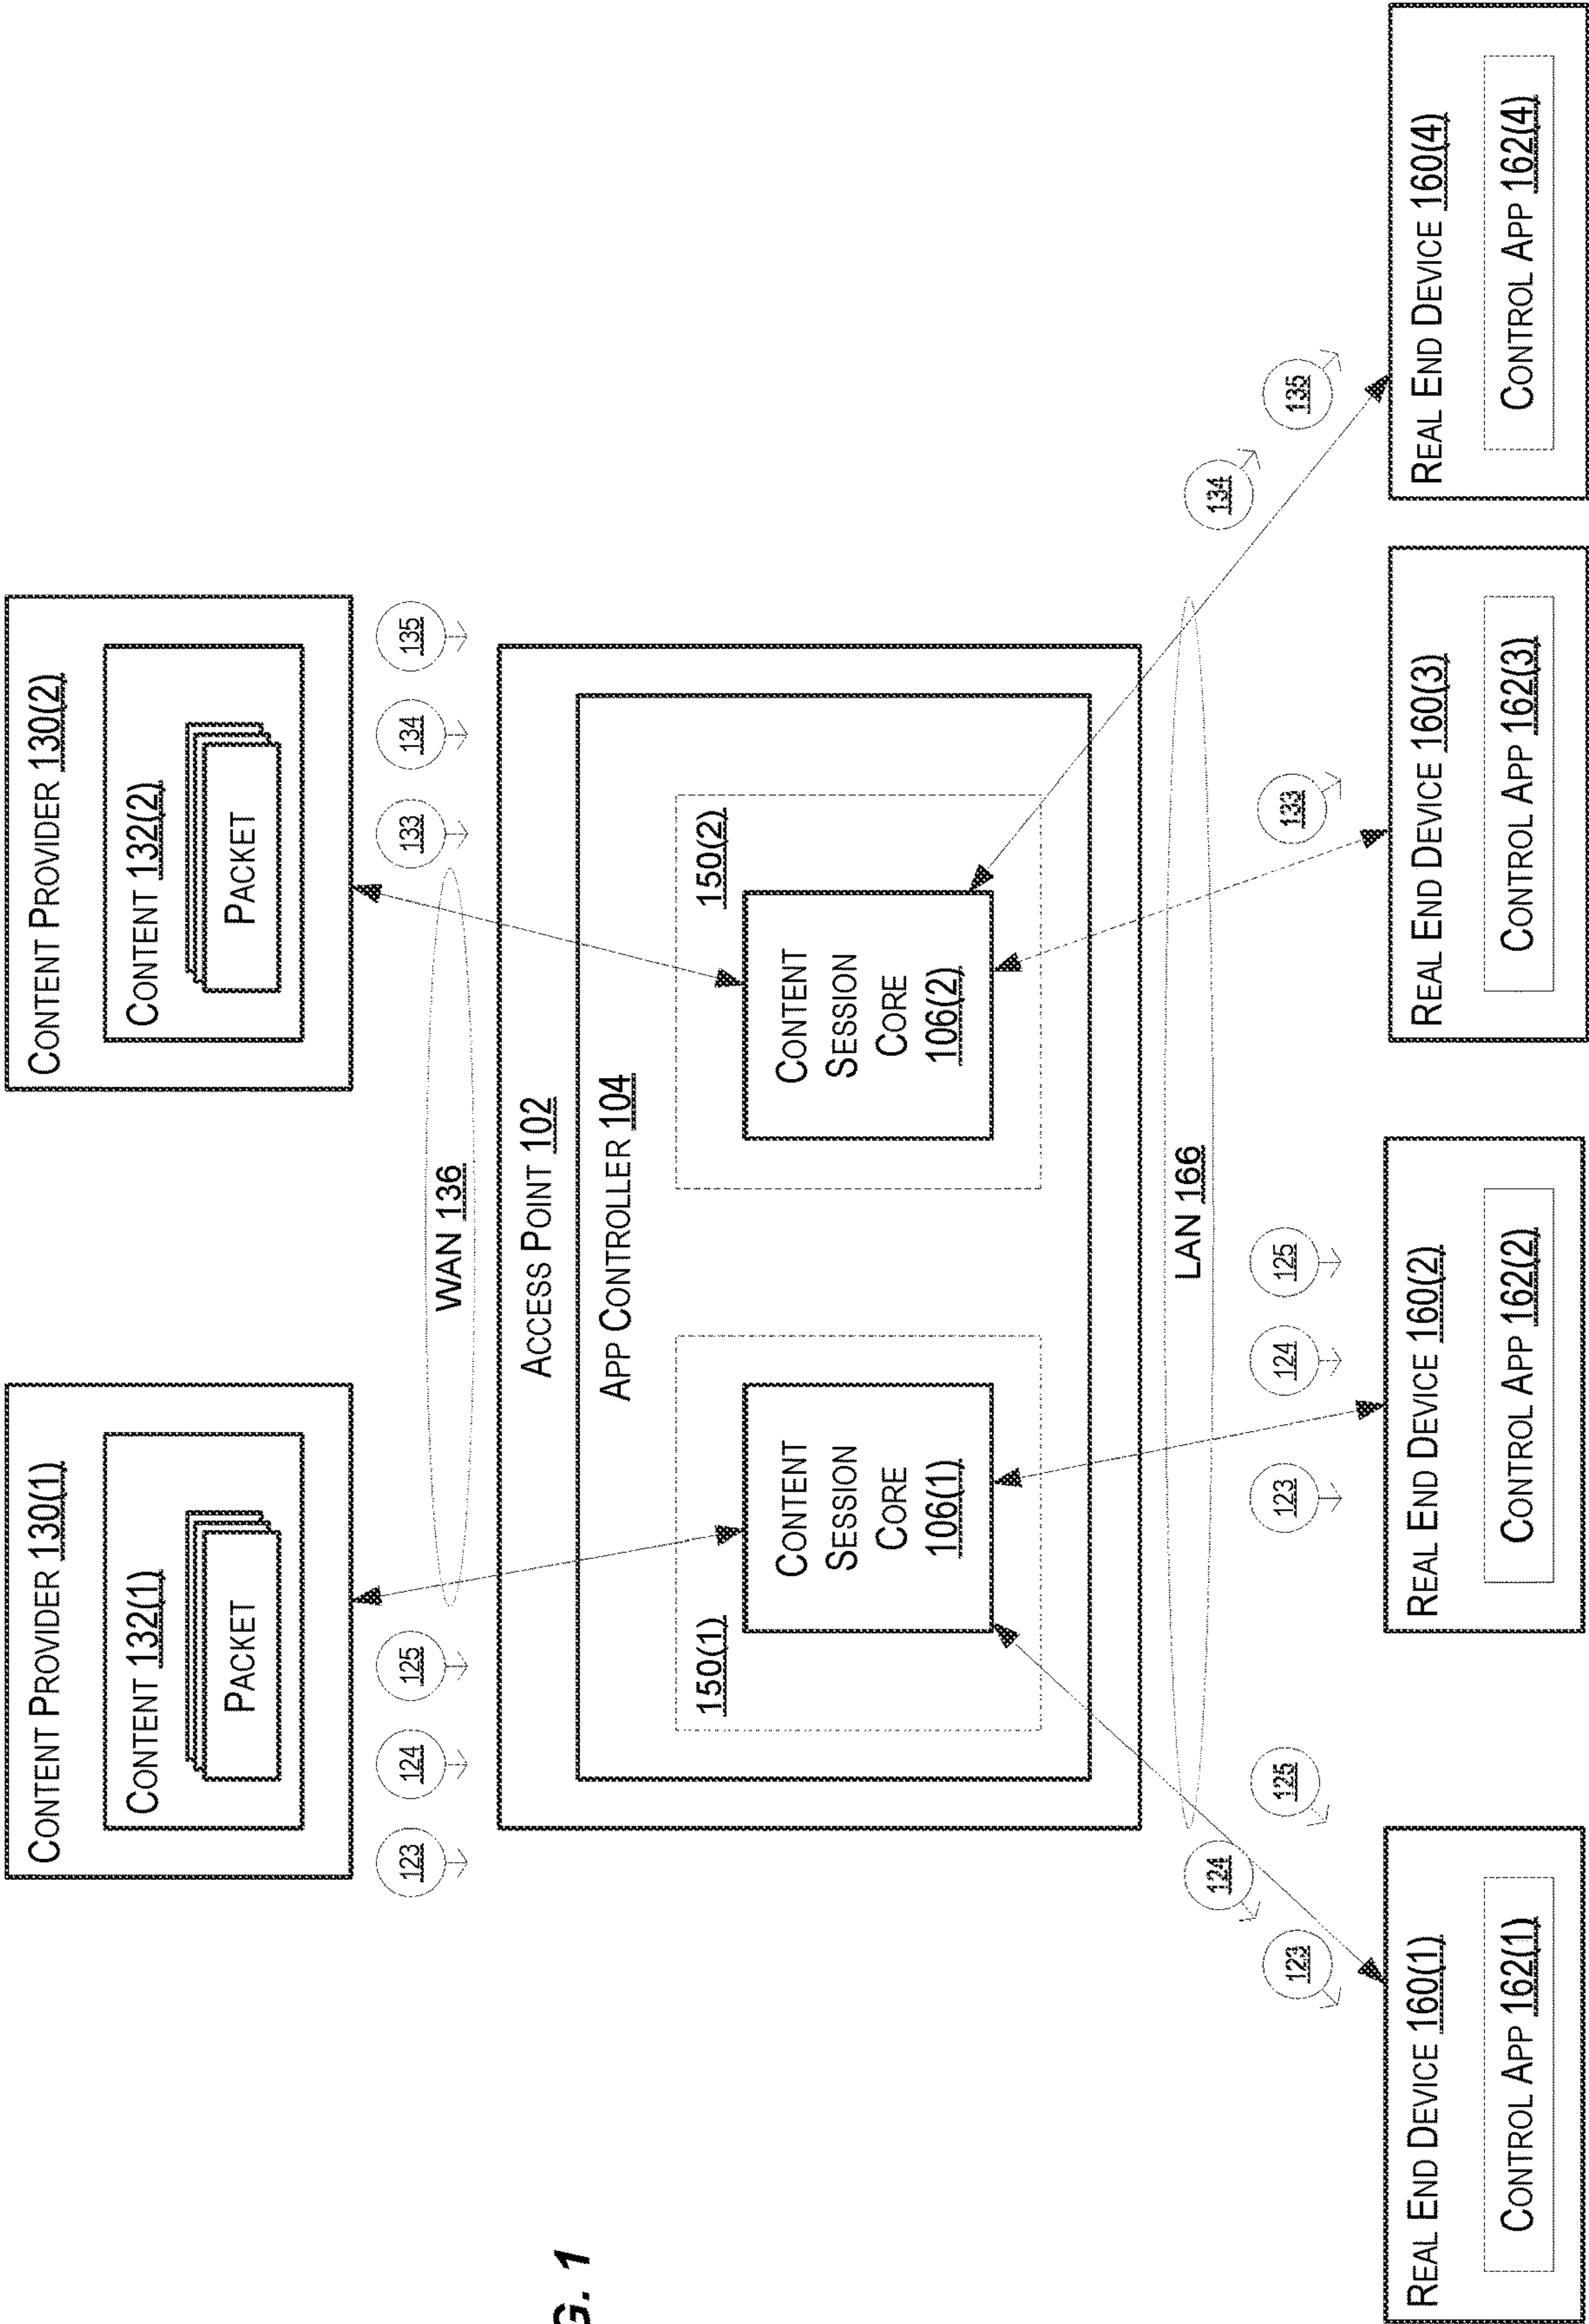 CONTENT PROVIDER 130(1)
CONTENT 132(1)
PACKET
CONTENT PROVIDER 130(2)
CONTENT 132(2)
PACKET
123
124
125
WAN 136
133
134
135
ACCESS POINT 102
APP CONTROLLER 104
150(1)
CONTENT
SESSION
CORE
106(1)
150(2)
CONTENT
SESSION
CORE
106(2)
LAN 166
124
123
125
123
124
125
133
134
135
REAL END DEVICE 160(1)
CONTROL APP 162(1)
REAL END DEVICE 160(2)
CONTROL APP 162(2)
REAL END DEVICE 160(3)
CONTROL APP 162(3)
REAL END DEVICE 160(4)
CONTROL APP 162(4)
G. 1